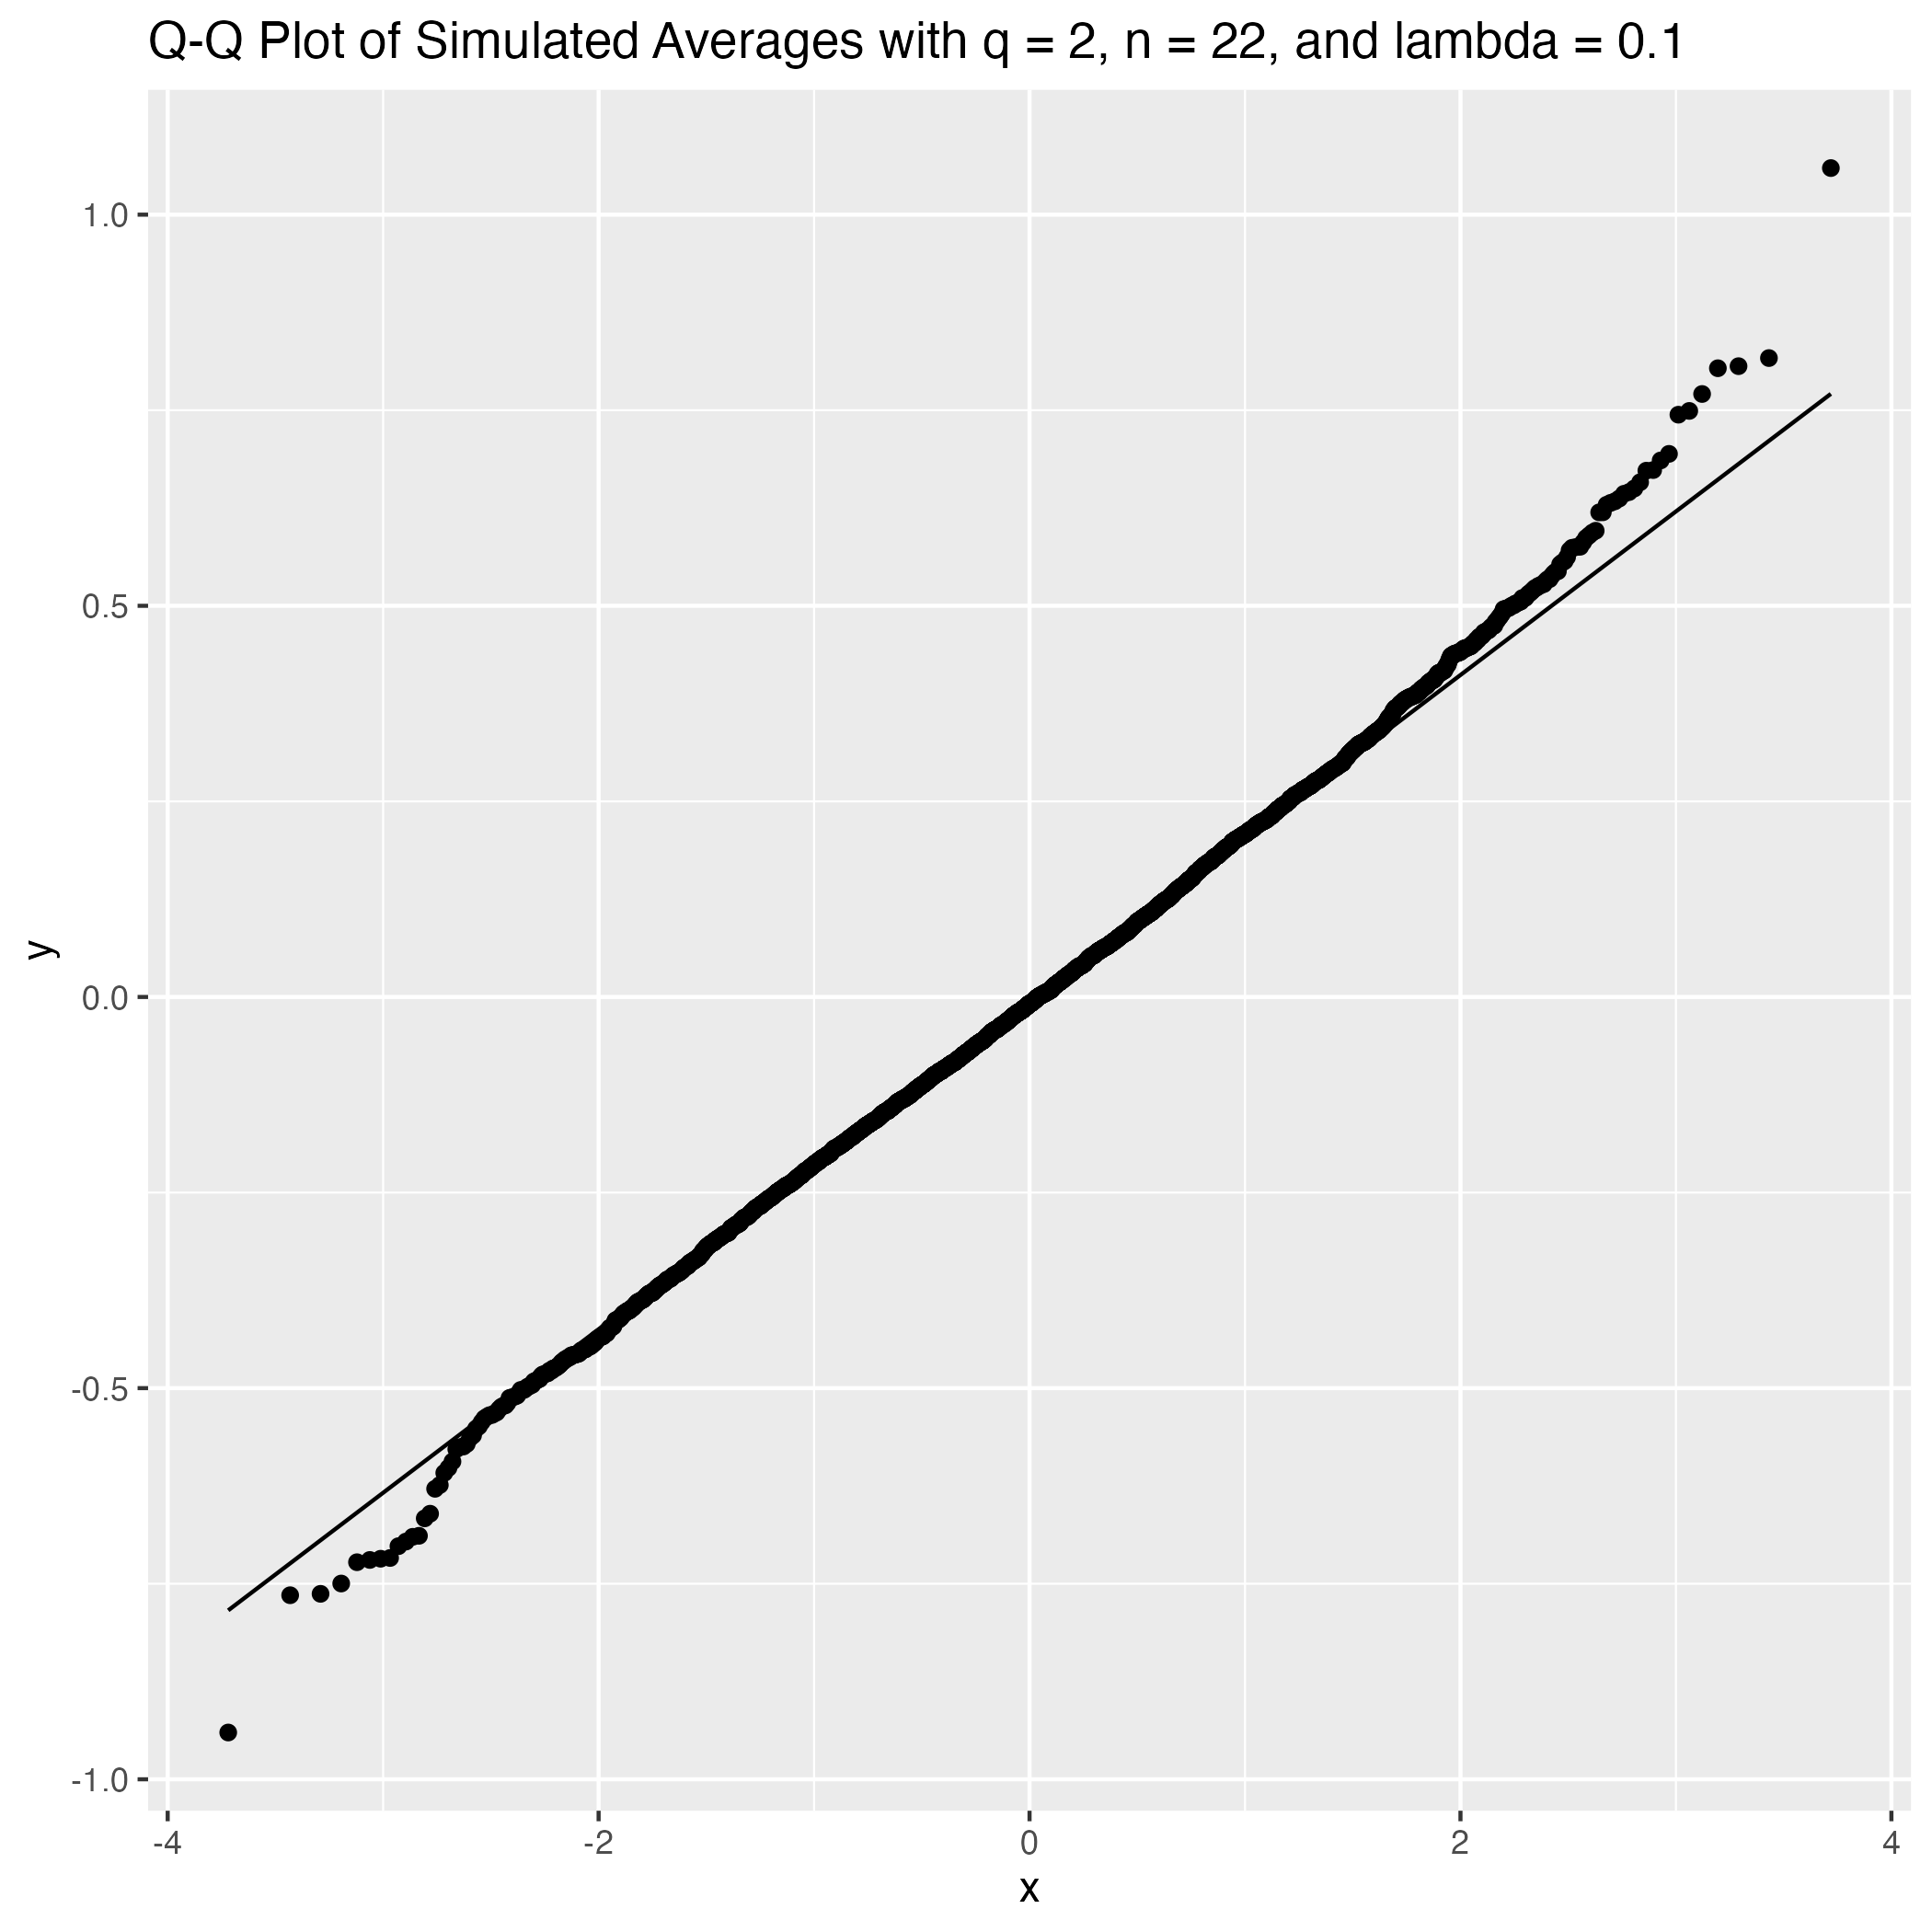 Q-Q Plot of Simulated Averages with q = 2, n = 22, and lambda = 0.1
1.0
0.5
0.0
-0.5
-1.0
y
-4 -2 0 2 4
x